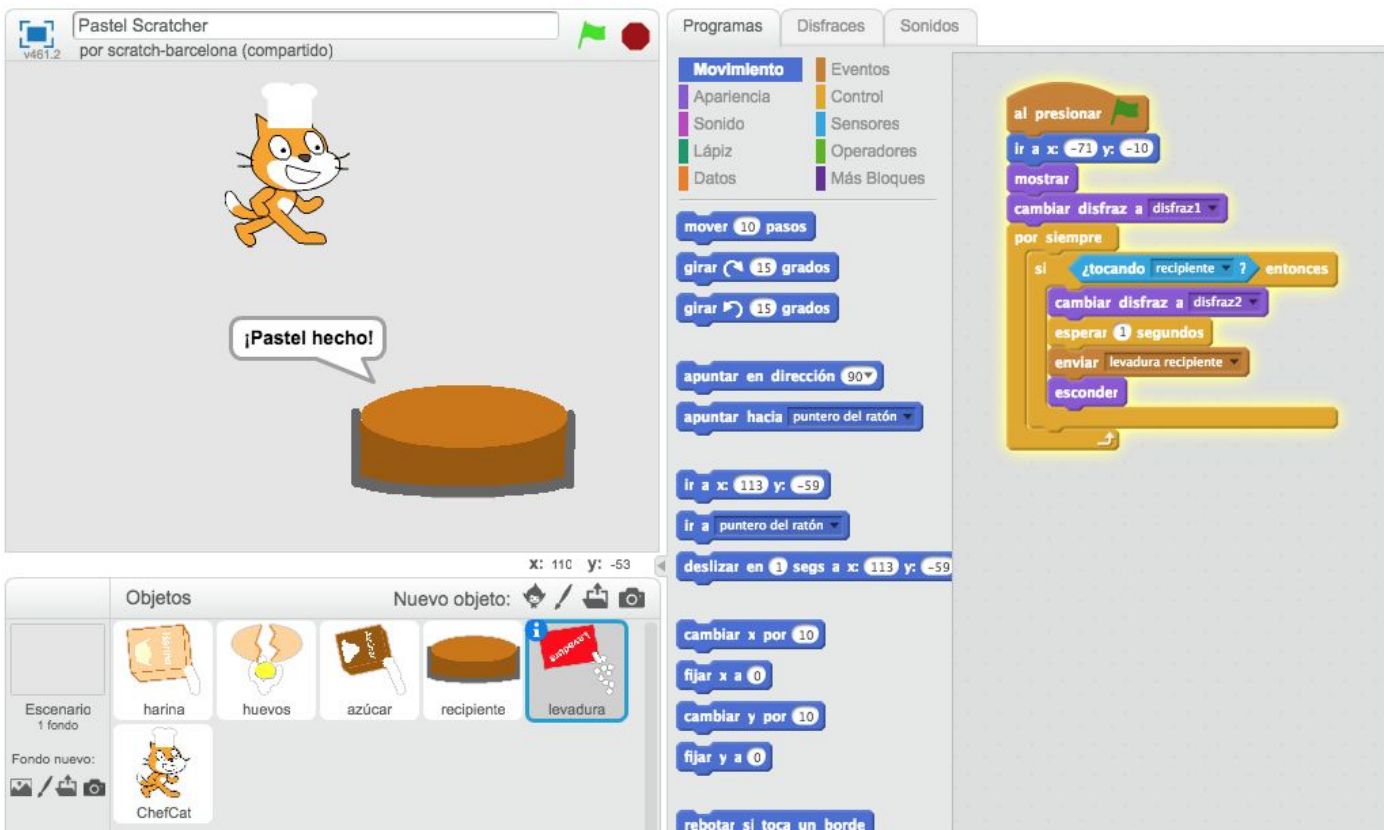 Pastel Scratcher
v461.2
por scratch-barcelona (compartido)
¡Pastel hecho!
x: 110 y: -53
Objetos
Nuevo objeto:
Escenario
1 fondo
Fondo nuevo:
harina
huevos
azúcar
recipiente
levadura
ChefCat
Harina
Levadura
Programas
Disfraces
Sonidos
Movimiento
Eventos
Apariencia
Control
Sonido
Sensores
Lápiz
Operadores
Datos
Más Bloques
mover 10 pasos
girar 15 grados
girar 15 grados
apuntar en dirección 90
apuntar hacia puntero del ratón
ir a x: 113 y: -59
ir a puntero del ratón
deslizar en 1 segs a x: 113 y: -59
cambiar x por 10
fijar x a 0
cambiar y por 10
fijar y a 0
rebotar si toca un borde
al presionar
ir a x: -71 y: -10
mostrar
cambiar disfraz a disfraz1
por siempre
si ¿tocando recipiente ? entonces
cambiar disfraz a disfraz2
esperar 1 segundos
enviar levadura recipiente
esconder